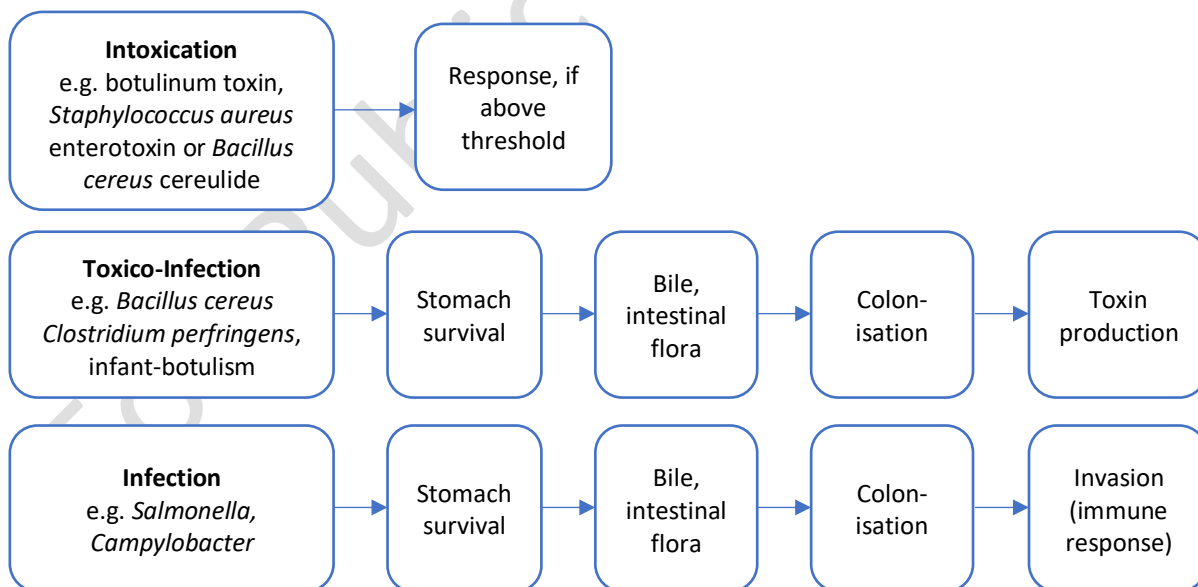 Intoxication
e.g. botulinum toxin,
Staphylococcus aureus
enterotoxin or Bacillus
cereus cereulide
Response, if
above
threshold
Toxico-Infection
e.g. Bacillus cereus
Clostridium perfringens,
infant-botulism
Stomach
survival
Bile,
intestinal
flora
Colon-
isation
Toxin
production
Infection
e.g. Salmonella,
Campylobacter
Stomach
survival
Bile,
intestinal
flora
Colon-
isation
Invasion
(immune
response)